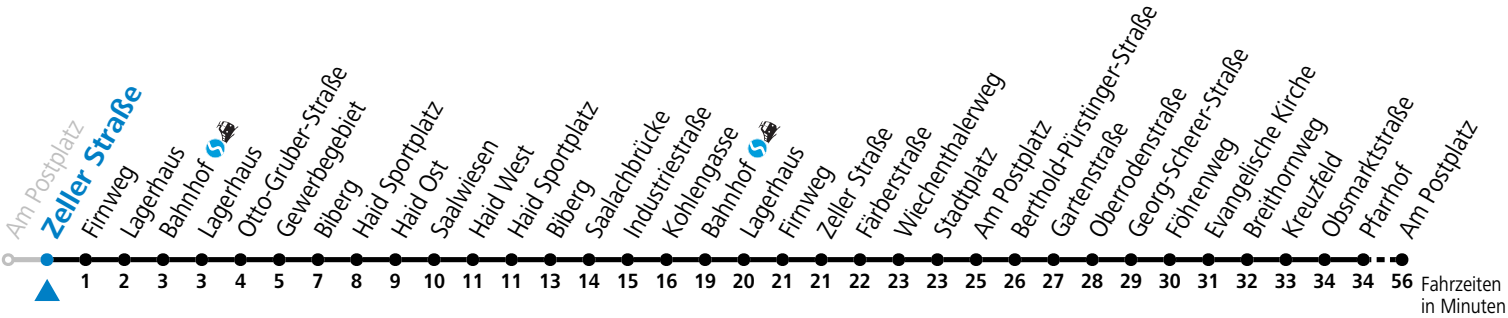 Am Postplatz
Zeller Straße
Firnweg
Lagerhaus
Bahnhof
Lagerhaus
Otto-Gruber-Straße
Gewerbegebiet
Biberg
Haid Sportplatz
Haid Ost
Saalwiesen
Haid West
Haid Sportplatz
Biberg
Saalachbrücke
Industriestraße
Kohlengasse
Bahnhof
Lagerhaus
Firnweg
Zeller Straße
Färberstraße
Wiechenthalerweg
Stadtplatz
Am Postplatz
Berthold-Pürstinger-Straße
Gartenstraße
Oberrodenstraße
Georg-Scherer-Straße
Föhrenweg
Evangelische Kirche
Breithornweg
Kreuzfeld
Obsmarktstraße
Pfarrhof
Am Postplatz
1 2 3 3 4 5 7 8 9 10 11 11 13 14 15 16 19 20 21 21 22 23 23 25 26 27 28 29 30 31 32 33 34 34 56 Fahrzeiten
in Minuten